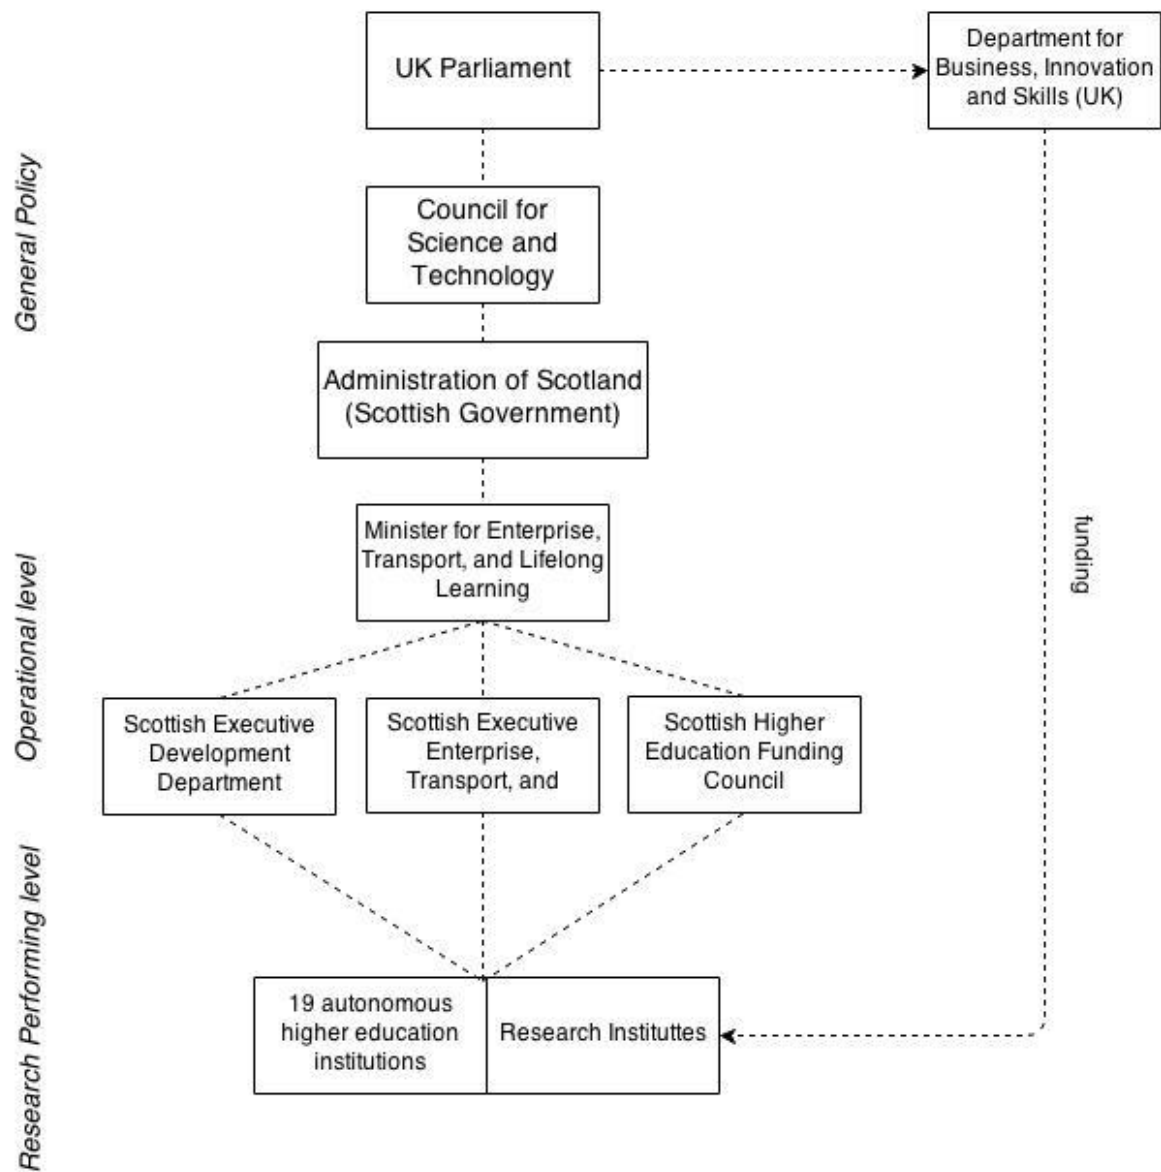 UK Parliament
Department for
Business, Innovation
and Skills (UK)
General Policy
Council for
Science and
Technology
Administration of Scotland
(Scottish Government)
Operational level
Minister for Enterprise,
Transport, and Lifelong
Learning
funding
Scottish Executive
Development
Department
Scottish Executive
Enterprise,
Transport, and
Scottish Higher
Education Funding
Council
Research Performing level
19 autonomous
higher education
institutions
Research Instituttes